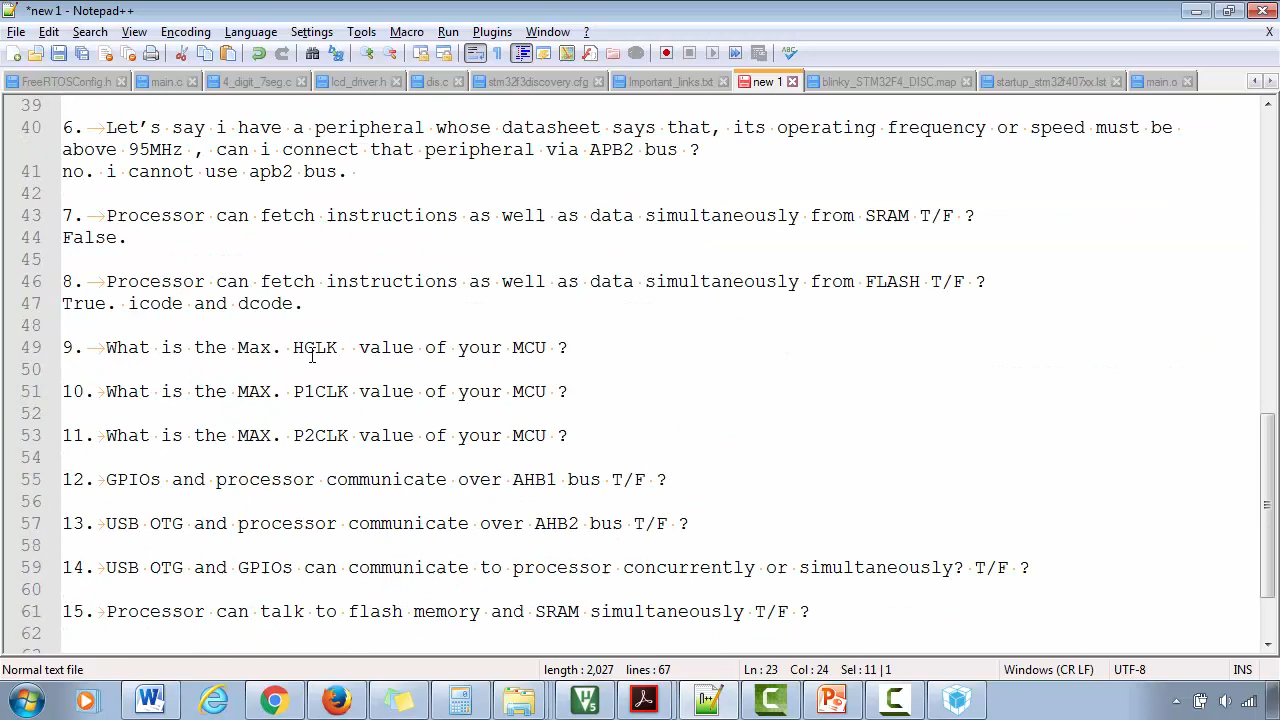 *new 1 - Notepad++
File Edit Search View Encoding Language Settings Tools Macro Run Plugins Window ? X
FreeRTOSConfig.h main.c 4_digit_7seg.c lcd_driver.h dis.c stm32f3discovery.cfg Important_links.txt new 1 blinky_STM32F4_DISC.map startup_stm32f407xx.lst main.o
39
40 6. Let's say i have a peripheral whose datasheet says that, its operating frequency or speed must be
above 95MHz , can i connect that peripheral via APB2 bus ?
41 no. i cannot use apb2 bus.
42
43 7. Processor can fetch instructions as well as data simultaneously from SRAM T/F ?
44 False.
45
46 8. Processor can fetch instructions as well as data simultaneously from FLASH T/F ?
47 True. icode and dcode.
48
49 9. What is the Max. HCLK value of your MCU ?
50
51 10. What is the MAX. P1CLK value of your MCU ?
52
53 11. What is the MAX. P2CLK value of your MCU ?
54
55 12. GPIOs and processor communicate over AHB1 bus T/F ?
56
57 13. USB OTG and processor communicate over AHB2 bus T/F ?
58
59 14. USB OTG and GPIOs can communicate to processor concurrently or simultaneously? T/F ?
60
61 15. Processor can talk to flash memory and SRAM simultaneously T/F ?
62
Normal text file length : 2,027 lines : 67 Ln : 23 Col : 24 Sel : 11 | 1 Windows (CR LF) UTF-8 INS